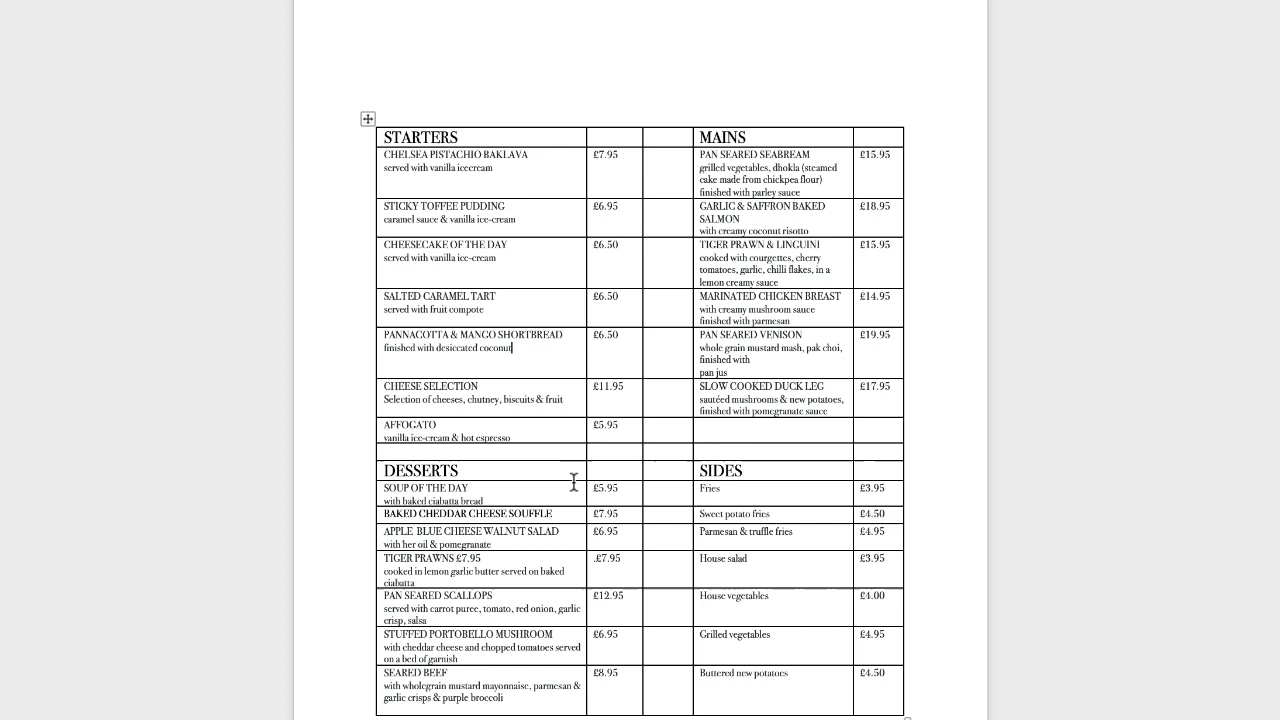 STARTERS
CHELSEA PISTACHIO BAKLAVA £7.95
served with vanilla icecream
STICKY TOFFEE PUDDING £6.95
caramel sauce & vanilla ice-cream
CHEESECAKE OF THE DAY £6.50
served with vanilla ice-cream
SALTED CARAMEL TART £6.50
served with fruit compote
PANNACOTTA & MANGO SHORTBREAD £6.50
finished with desiccated coconut
CHEESE SELECTION £11.95
Selection of cheeses, chutney, biscuits & fruit
AFFOGATO £5.95
vanilla ice-cream & hot espresso
MAINS
PAN SEARED SEABREAM £15.95
grilled vegetables, dhokla (steamed
cake made from chickpea flour)
finished with parley sauce
GARLIC & SAFFRON BAKED £18.95
SALMON
with creamy coconut risotto
TIGER PRAWN & LINGUINI £15.95
cooked with courgettes, cherry
tomatoes, garlic, chilli flakes, in a
lemon creamy sauce
MARINATED CHICKEN BREAST £14.95
with creamy mushroom sauce
finished with parmesan
PAN SEARED VENISON £19.95
whole grain mustard mash, pak choi,
finished with
pan jus
SLOW COOKED DUCK LEG £17.95
sautéed mushrooms & new potatoes,
finished with pomegranate sauce
DESSERTS
SOUP OF THE DAY £5.95
with baked ciabatta bread
BAKED CHEDDAR CHEESE SOUFFLE £7.95
APPLE BLUE CHEESE WALNUT SALAD £6.95
with her oil & pomegranate
TIGER PRAWNS £7.95 .£7.95
cooked in lemon garlic butter served on baked
ciabatta
PAN SEARED SCALLOPS £12.95
served with carrot puree, tomato, red onion, garlic
crisp, salsa
STUFFED PORTOBELLO MUSHROOM £6.95
with cheddar cheese and chopped tomatoes served
on a bed of garnish
SEARED BEEF £8.95
with wholegrain mustard mayonnaise, parmesan &
garlic crisps & purple broccoli
SIDES
Fries £3.95
Sweet potato fries £4.50
Parmesan & truffle fries £4.95
House salad £3.95
House vegetables £4.00
Grilled vegetables £4.95
Buttered new potatoes £4.50